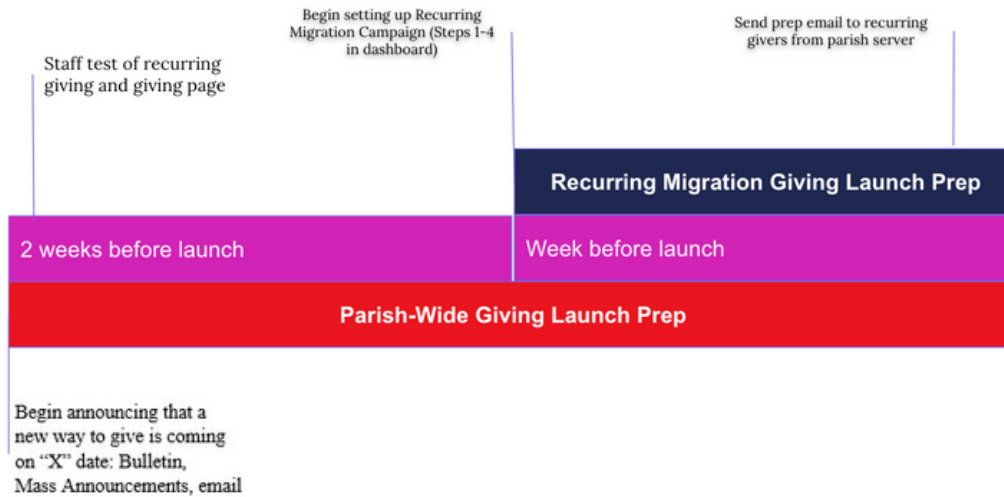 Begin setting up Recurring
Migration Campaign (Steps 1-4
in dashboard)
Send prep email to recurring
givers from parish server
Staff test of recurring
giving and giving page
Recurring Migration Giving Launch Prep
2 weeks before launch
Week before launch
Parish-Wide Giving Launch Prep
Begin announcing that a
new way to give is coming
on “X” date: Bulletin,
Mass Announcements, email